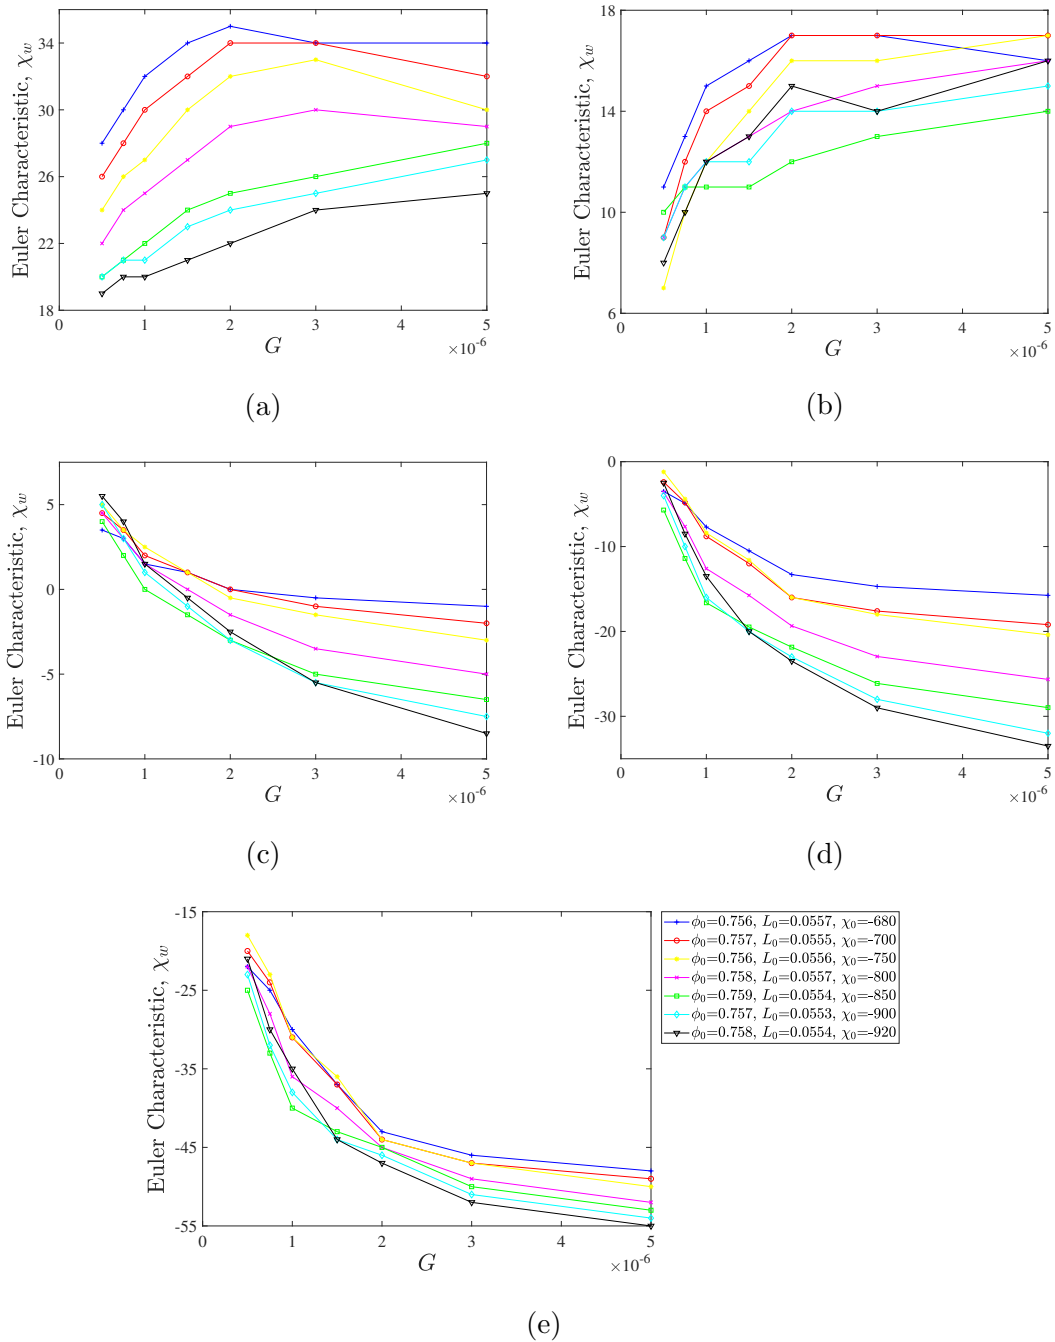 Euler Characteristic, χw
34
30
26
22
18
0 1 2 3 4 5
G
×10-6
(a)
Euler Characteristic, χw
18
14
10
6
0 1 2 3 4 5
G
×10-6
(b)
Euler Characteristic, χw
5
0
-5
-10
0 1 2 3 4 5
G
×10-6
(c)
Euler Characteristic, χw
0
-10
-20
-30
0 1 2 3 4 5
G
×10-6
(d)
Euler Characteristic, χw
-15
-25
-35
-45
-55
0 1 2 3 4 5
G
×10-6
ϕ0=0.756, L0=0.0557, χ0=-680
ϕ0=0.757, L0=0.0555, χ0=-700
ϕ0=0.756, L0=0.0556, χ0=-750
ϕ0=0.758, L0=0.0557, χ0=-800
ϕ0=0.759, L0=0.0554, χ0=-850
ϕ0=0.757, L0=0.0553, χ0=-900
ϕ0=0.758, L0=0.0554, χ0=-920
(e)